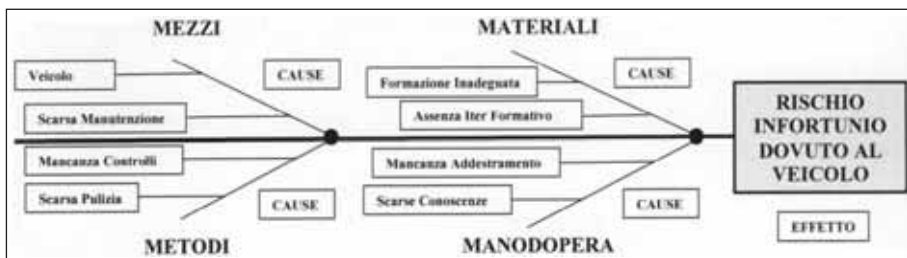 MEZZI
MATERIALI
Veicolo
CAUSE
Formazione Inadeguata
CAUSE
Scarsa Manutenzione
Assenza Iter Formativo
RISCHIO
INFORTUNIO
DOVUTO AL
VEICOLO
Mancanza Controlli
Mancanza Addestramento
Scarsa Pulizia
CAUSE
Scarse Conoscenze
CAUSE
METODI
MANODOPERA
EFFETTO